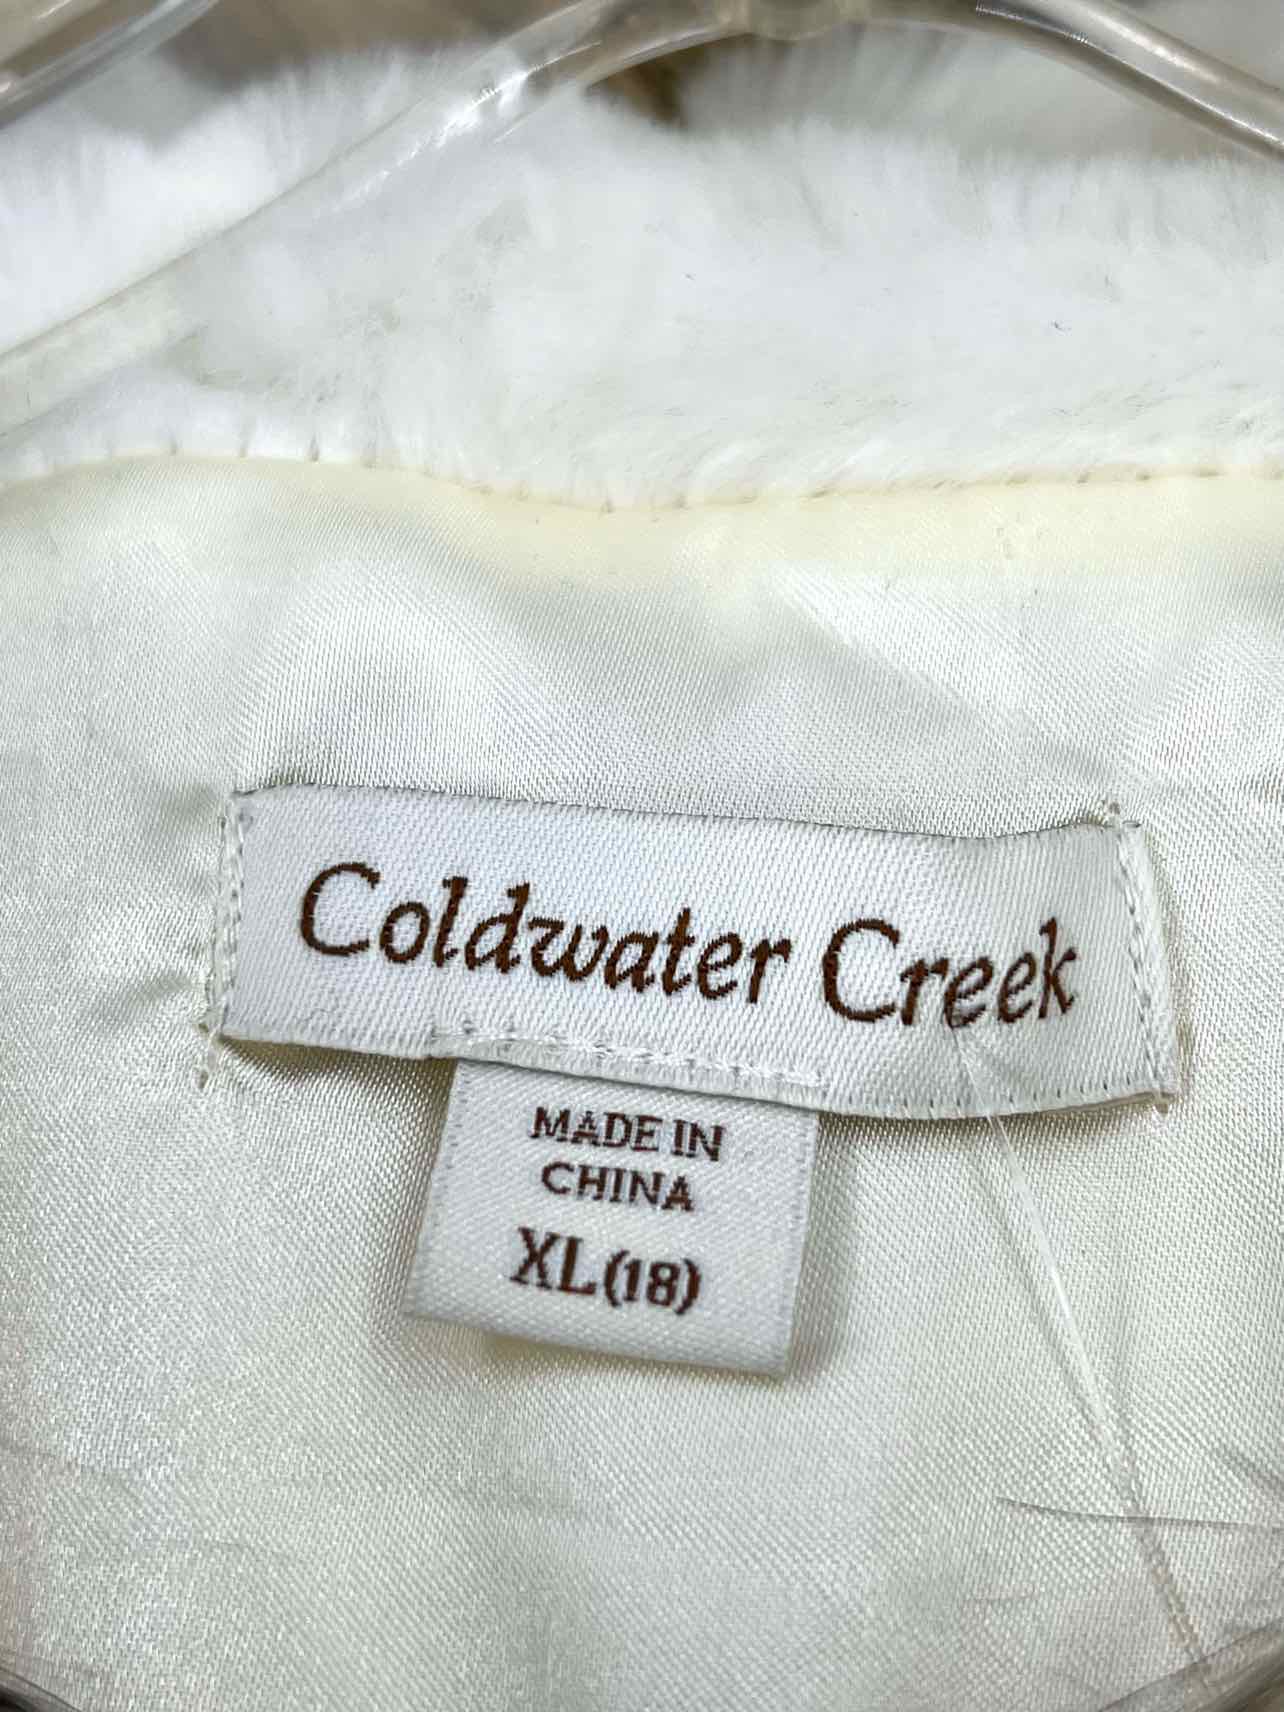 Coldwater Creek
MADE IN
CHINA
XL(18)